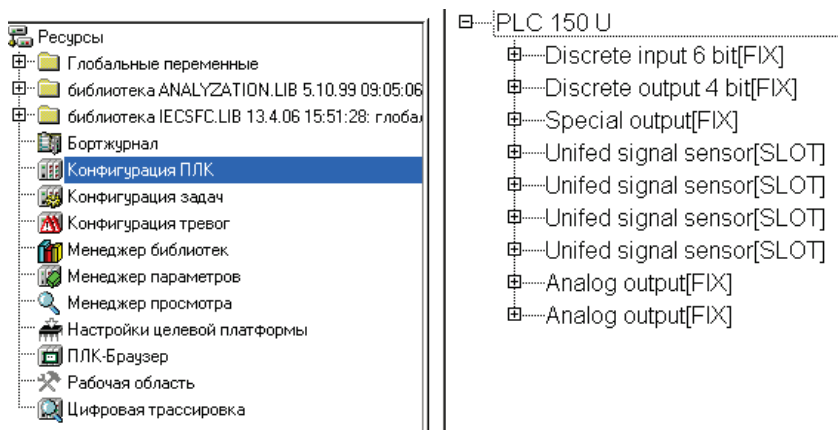 Ресурсы
Глобальные переменные
библиотека ANALYZATION.LIB 5.10.99 09:05:06
библиотека IECSFC.LIB 13.4.06 15:51:28: глоба
Бортжурнал
Конфигурация ПЛК
Конфигурация задач
Конфигурация тревог
Менеджер библиотек
Менеджер параметров
Менеджер просмотра
Настройки целевой платформы
ПЛК-Браузер
Рабочая область
Цифровая трассировка
PLC 150 U
Discrete input 6 bit[FIX]
Discrete output 4 bit[FIX]
Special output[FIX]
Unifed signal sensor[SLOT]
Unifed signal sensor[SLOT]
Unifed signal sensor[SLOT]
Unifed signal sensor[SLOT]
Analog output[FIX]
Analog output[FIX]